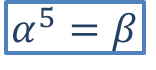 α⁵ = β